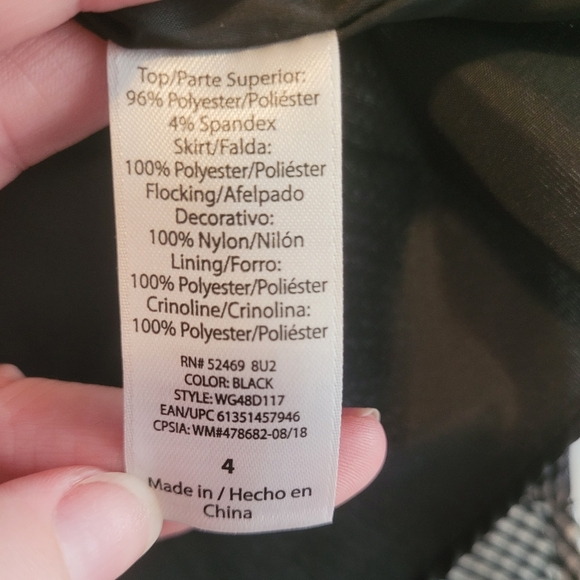 Top/Parte Superior:
96% Polyester/Poliéster
4% Spandex
Skirt/Falda:
100% Polyester/Poliéster
Flocking/Afelpado
Decorativo:
100% Nylon/Nilón
Lining/Forro:
100% Polyester/Poliéster
Crinoline/Crinolina:
100% Polyester/Poliéster
RN# 52469 8U2
COLOR: BLACK
STYLE: WG48D117
EAN/UPC 61351457946
CPSIA: WM#478682-08/18
4
Made in / Hecho en
China